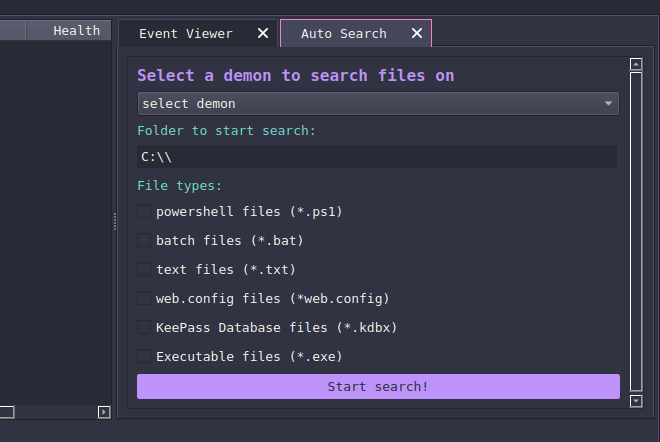 Health
Event Viewer
Auto Search
Select a demon to search files on
select demon
Folder to start search:
C:\\
File types:
powershell files (*.ps1)
batch files (*.bat)
text files (*.txt)
web.config files (*web.config)
KeePass Database files (*.kdbx)
Executable files (*.exe)
Start search!